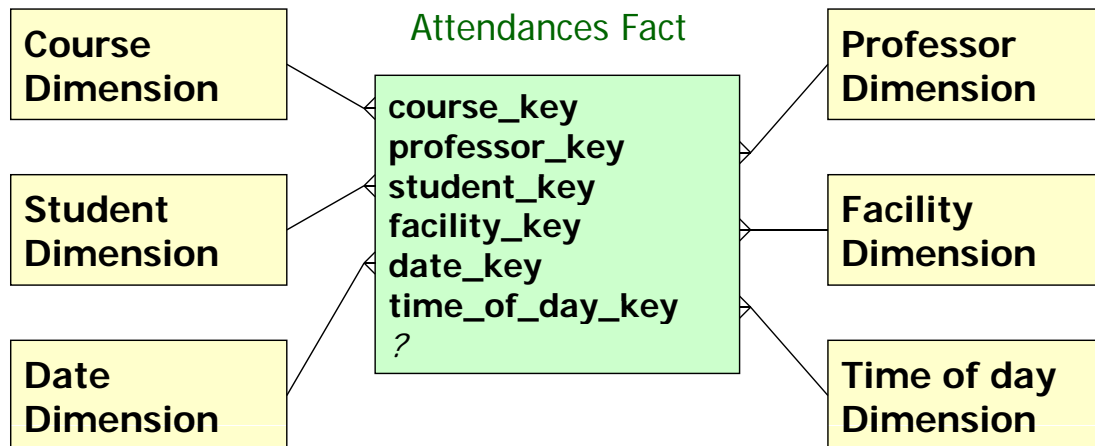 Attendances Fact
Course
Dimension
Student
Dimension
Date
Dimension
course_key
professor_key
student_key
facility_key
date_key
time_of_day_key
?
Professor
Dimension
Facility
Dimension
Time of day
Dimension